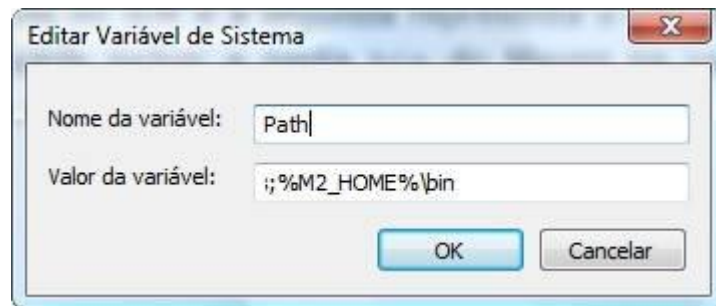 Editar Variável de Sistema
Nome da variável: Path
Valor da variável: ;;%M2_HOME%\bin
OK Cancelar